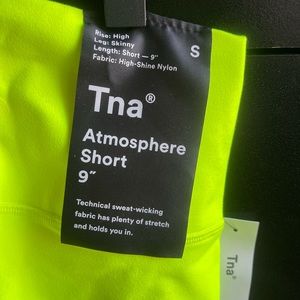 Rise: High
Leg: Skinny
Length: Short — 9"
Fabric: High-Shine Nylon
S
Tna®
Atmosphere
Short
9"
Technical sweat-wicking
fabric has plenty of stretch
and holds you in.
Tna®